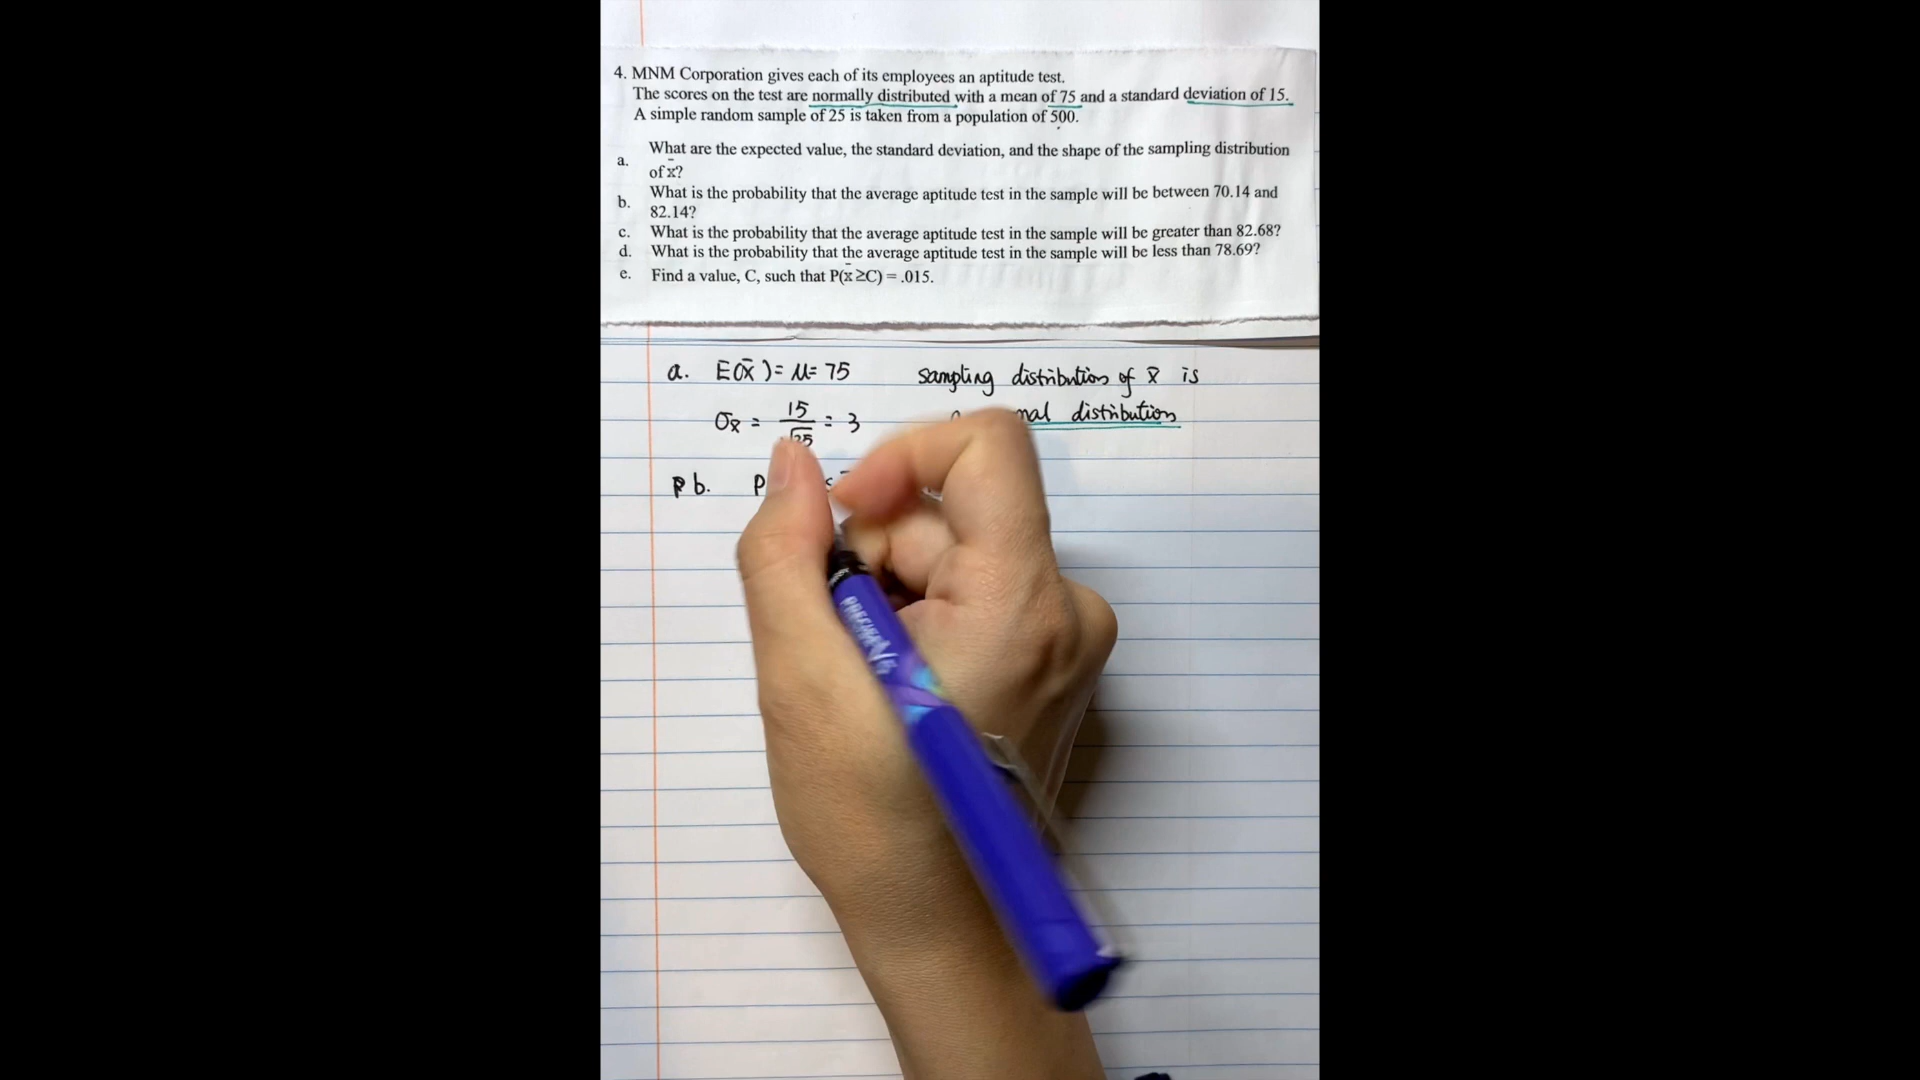 4. MNM Corporation gives each of its employees an aptitude test.
The scores on the test are normally distributed with a mean of 75 and a standard deviation of 15.
A simple random sample of 25 is taken from a population of 500.
a. What are the expected value, the standard deviation, and the shape of the sampling distribution
of x̄?
b. What is the probability that the average aptitude test in the sample will be between 70.14 and
82.14?
c. What is the probability that the average aptitude test in the sample will be greater than 82.68?
d. What is the probability that the average aptitude test in the sample will be less than 78.69?
e. Find a value, C, such that P(x̄ ≥C) = .015.
a. E(x̄) = μ = 75
sampling distribution of x̄ is
σx̄ = 15/√25 = 3
distribution
b. P
PRECISE V5